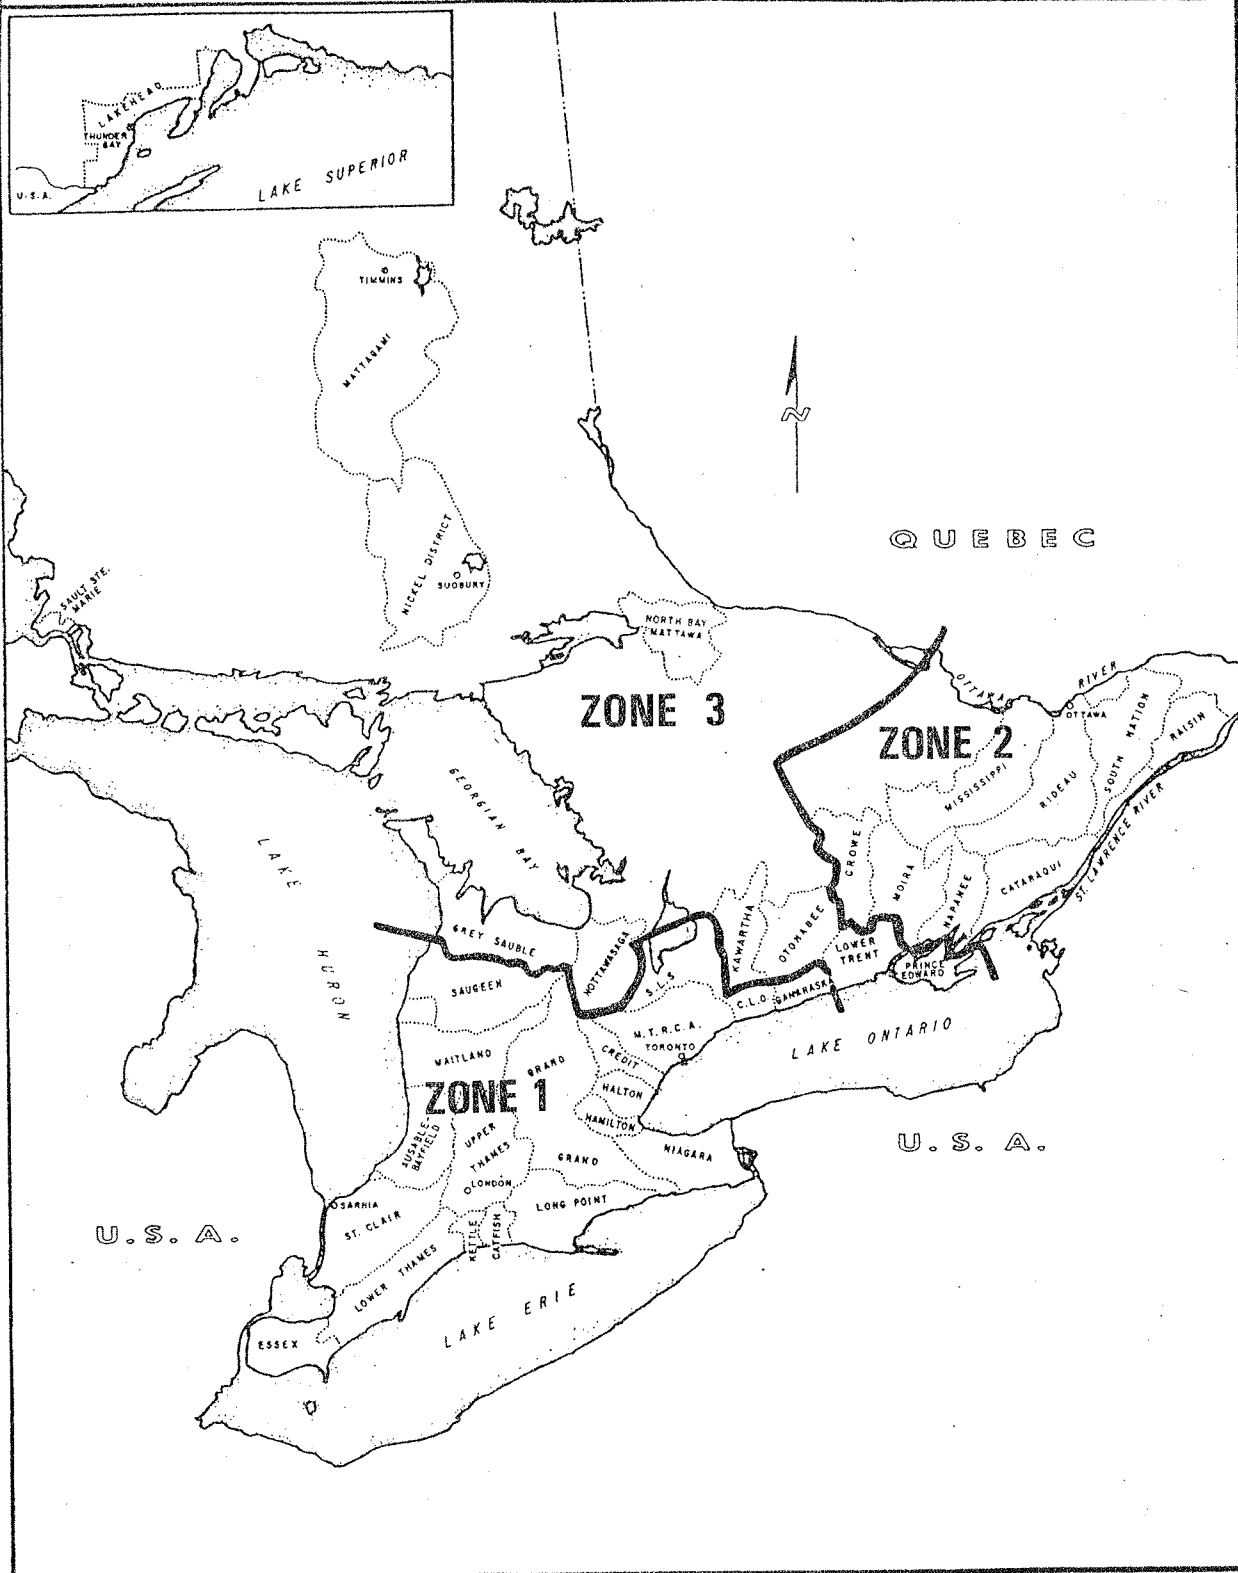 LAKEHEAD
THUNDER
BAY
U.S.A.
LAKE SUPERIOR
TIMMINS
MATTAGAMI
N
QUEBEC
NICKEL DISTRICT
SUDBURY
SAULT STE.
MARIE
NORTH BAY
MATTAWA
OTTAWA RIVER
OTTAWA
ZONE 3
ZONE 2
SOUTH NATION
RAISIN
MISSISSIPPI
RIDEAU
GEORGIAN BAY
LAKE HURON
CROWE
MOIRA
NAPANEE
CATARAQUI
ST. LAWRENCE RIVER
KAWARTHA
OTONABEE
GREY SAUBLE
NOTTAWASAGA
LOWER
TRENT
PRINCE
EDWARD
SAUGEEN
S.L.S.
C.L.O.
GANARASKA
M.T.R.C.A.
TORONTO
LAKE ONTARIO
MAITLAND
GRAND
CREDIT
HALTON
ZONE 1
HAMILTON
AUSABLE-
BAYFIELD
UPPER
THAMES
GRAND
NIAGARA
U.S.A.
LONDON
SARNIA
LONG POINT
ST. CLAIR
KETTLE
CATFISH
U.S.A.
LOWER THAMES
LAKE ERIE
ESSEX